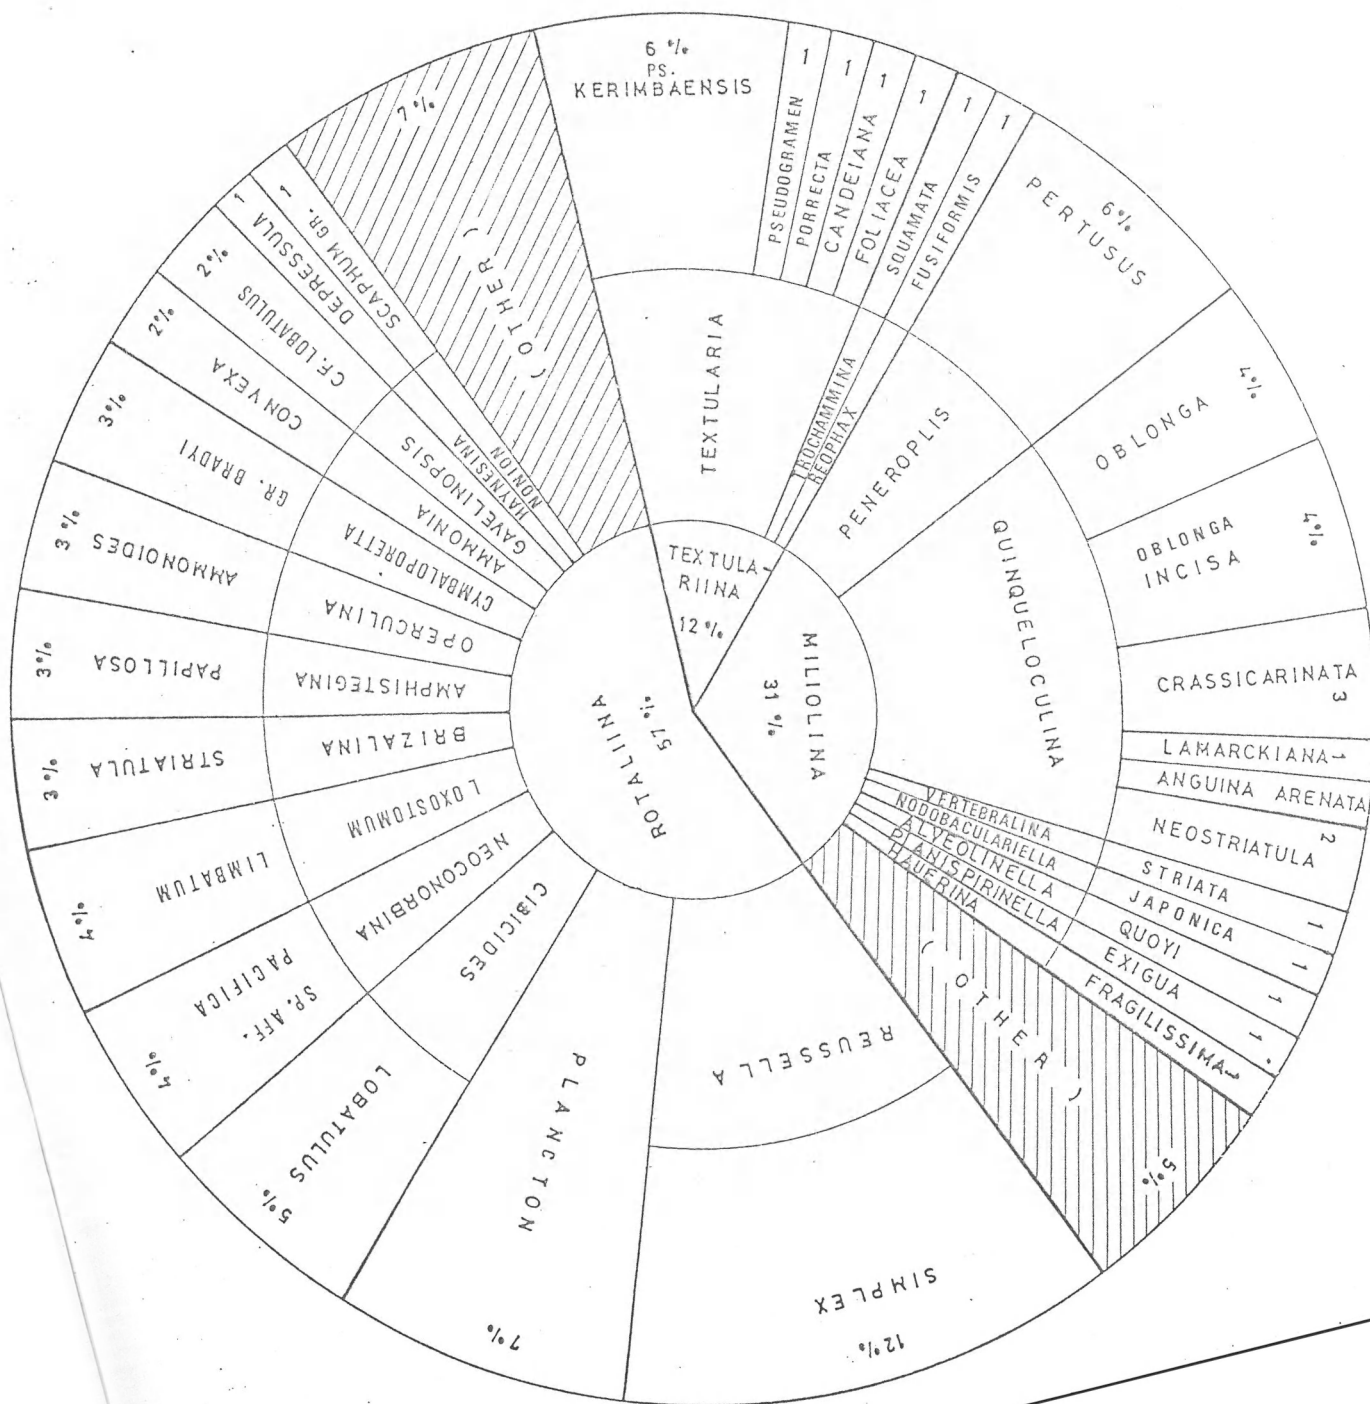 TEXTULA-
RIINA
12 %
TEXTULARIA
6 %
PS.
KERIMBAENSIS
PSEUDOGRAMEN
1
PORRECTA
1
CANDEIANA
1
FOLIACEA
1
TROCHAMMINA
SQUAMATA
1
REOPHAX
FUSIFORMIS
1
MILIOLINA
31 %
PENEROPLIS
6%
PERTUSUS
QUINQUELOCULINA
OBLONGA
4%
OBLONGA
INCISA
4%
CRASSICARINATA
3
LAMARCKIANA 1
ANGUINA ARENATA
NEOSTRIATULA
2
VERTEBRALINA
STRIATA
1
NODOBACULARIELLA
JAPONICA
1
ALVEOLINELLA
QUOYI
1
PLANISPIRINELLA
EXIGUA
1
HAUERINA
FRAGILISSIMA 1
( OTHER )
5%
ROTALIINA
57 %
REUSSELLA
SIMPLEX
12%
PLANCTON
7%
CIBICIDES
LOBATULUS
5%
NEOCONORBINA
SP. AFF.
PACIFICA
4%
LOXOSTOMUM
LIMBATUM
4%
BRIZALINA
STRIATULA
3%
AMPHISTEGINA
PAPILLOSA
3%
OPERCULINA
AMMONOIDES
3%
CYMBALOPORETTA
GR. BRADYI
3%
AMMONIA
CONVEXA
2%
GAVELINOPSIS
CF. LOBATULUS
2%
HAYNESINA
DEPRESSULA
1
NONION
SCAPHUM GR.
1
( OTHER )
7%